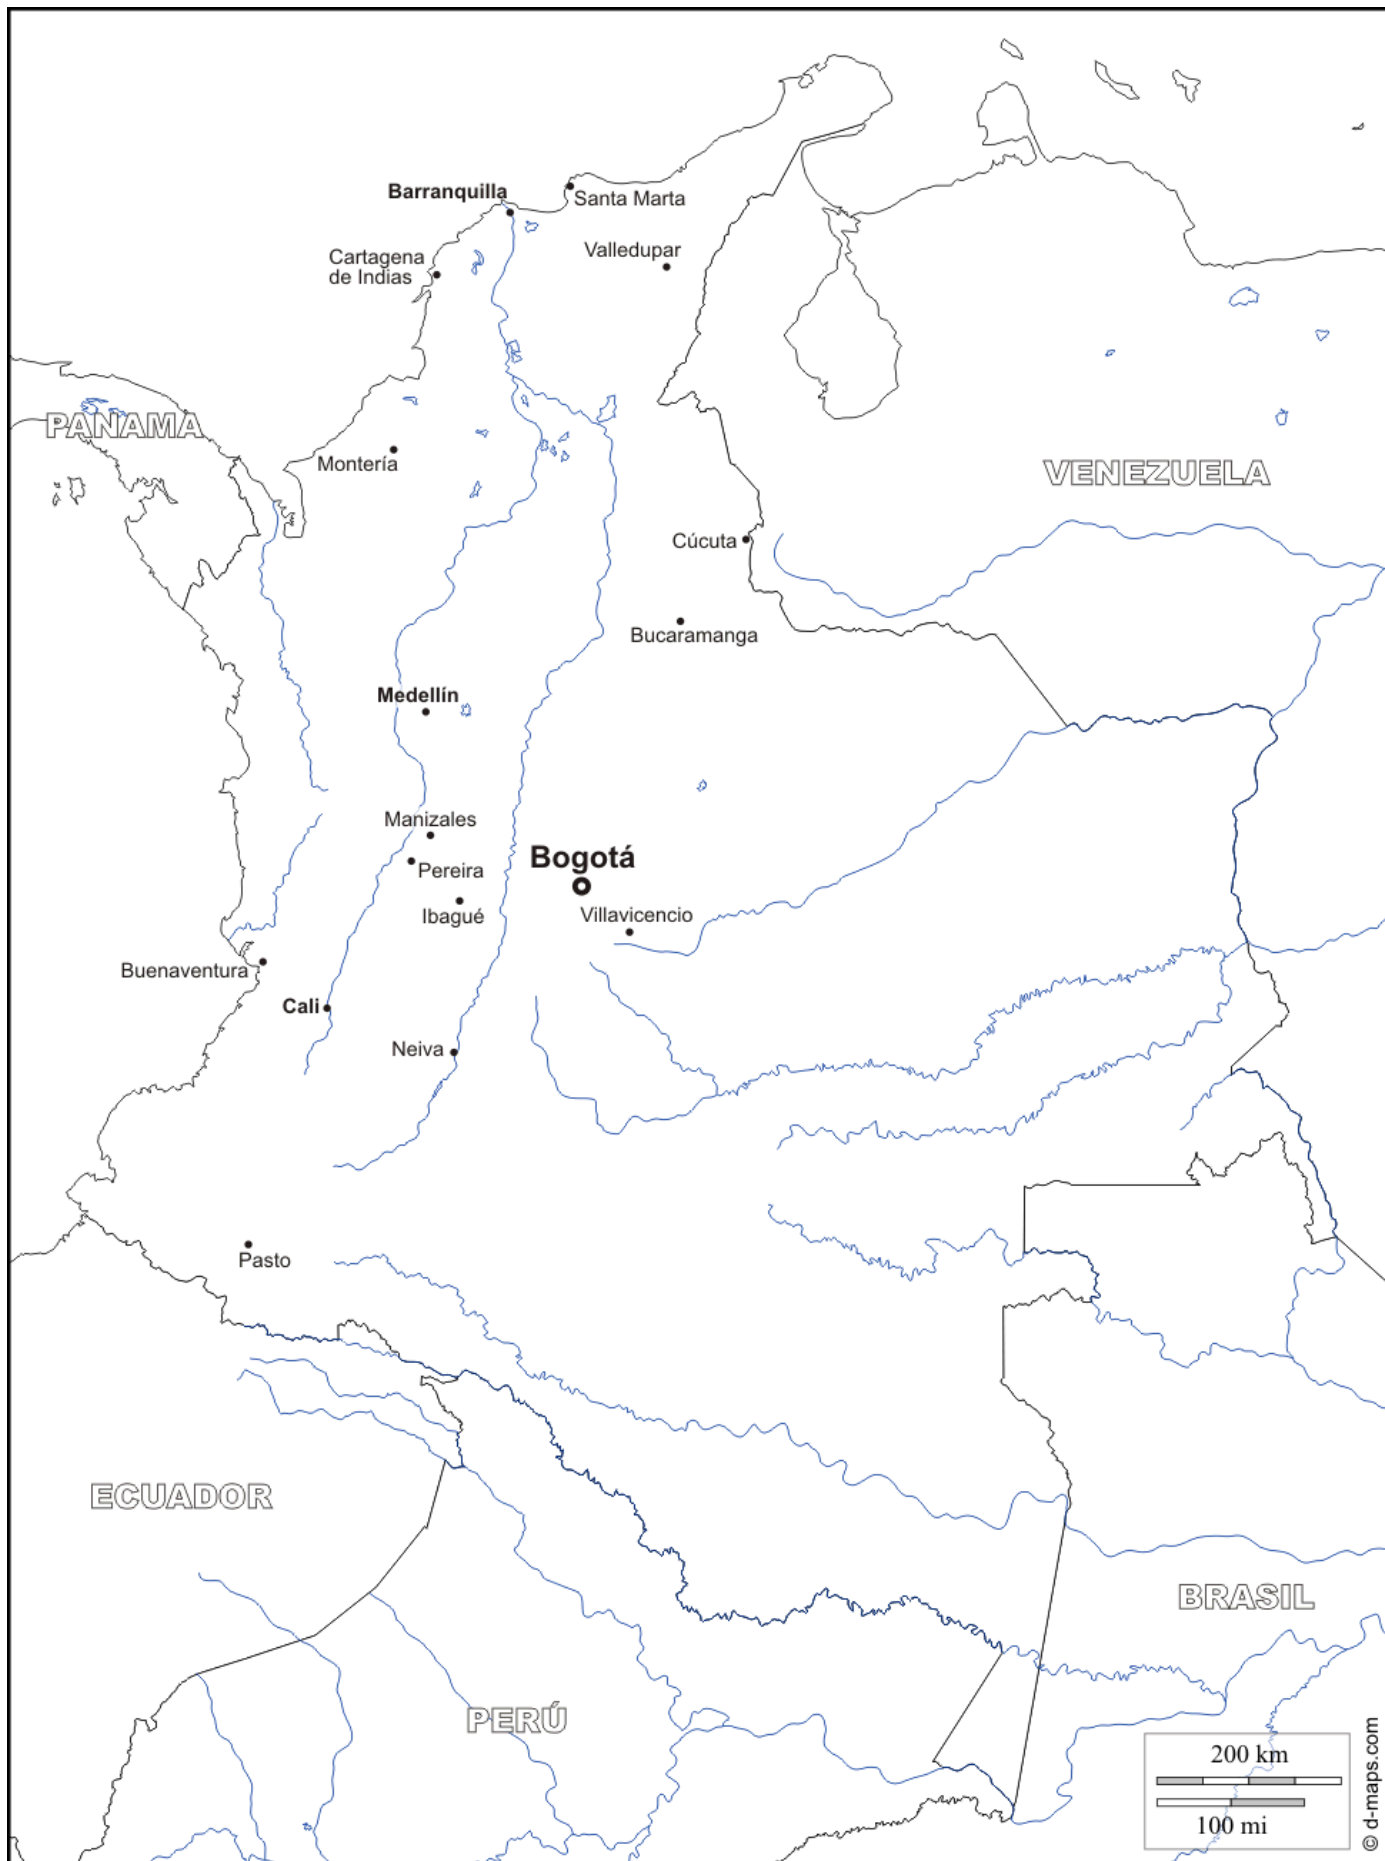 Barranquilla
Santa Marta
Cartagena
de Indias
Valledupar
PANAMA
Montería
VENEZUELA
Cúcuta
Bucaramanga
Medellín
Manizales
Bogotá
Pereira
Ibagué
Villavicencio
Buenaventura
Cali
Neiva
Pasto
ECUADOR
BRASIL
PERÚ
200 km
100 mi
© d-maps.com